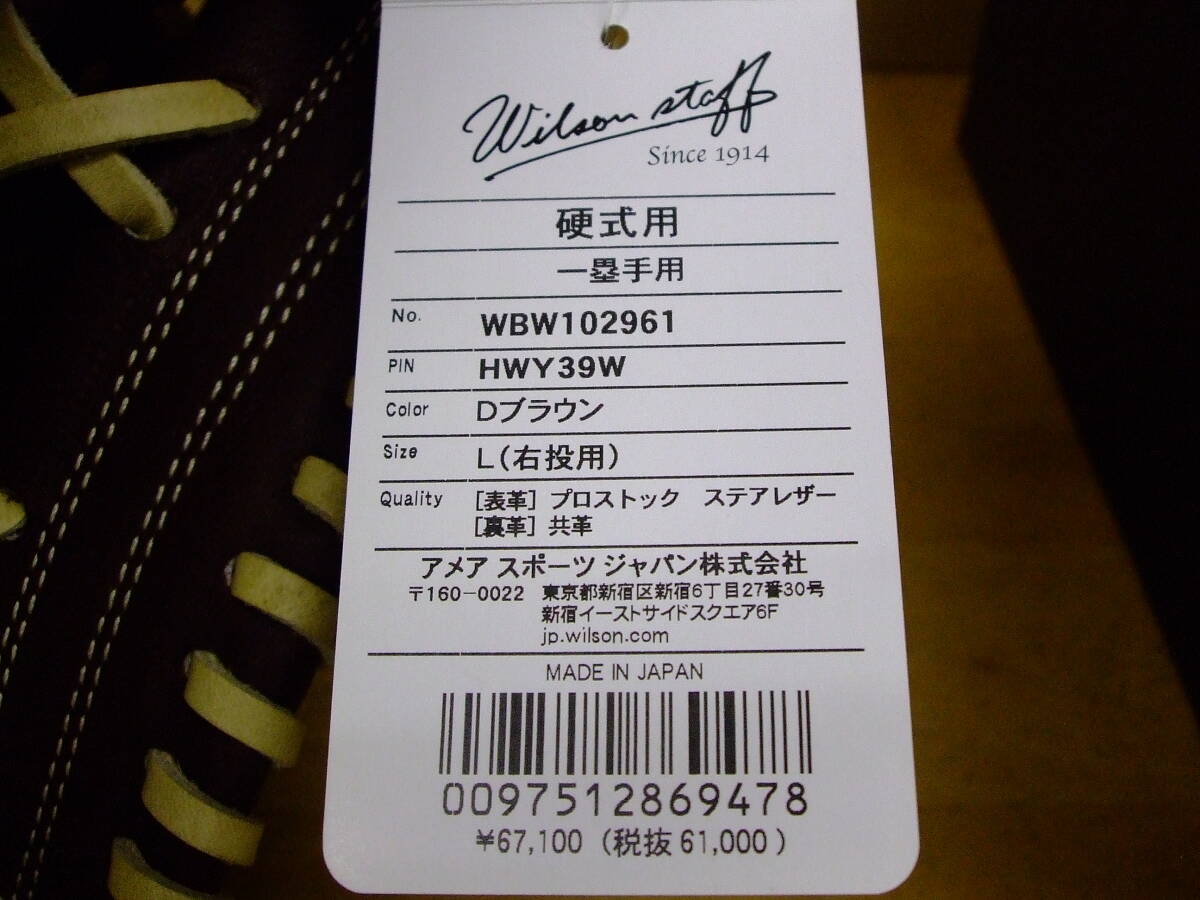 Wilson staff
Since 1914
硬式用
一塁手用
No. WBW102961
PIN HWY39W
Color Dブラウン
Size L(右投用)
Quality [表革] プロストック ステアレザー
[裏革] 共革
アメア スポーツ ジャパン株式会社
〒160-0022 東京都新宿区新宿6丁目27番30号
新宿イーストサイドスクエア6F
jp.wilson.com
MADE IN JAPAN
0097512869478
¥67,100 (税抜 61,000)